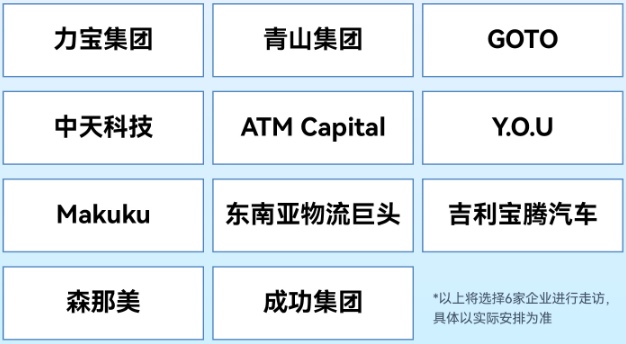 力宝集团
青山集团
GOTO
中天科技
ATM Capital
Y.O.U
Makuku
东南亚物流巨头
吉利宝腾汽车
森那美
成功集团
*以上将选择6家企业进行走访，
具体以实际安排为准